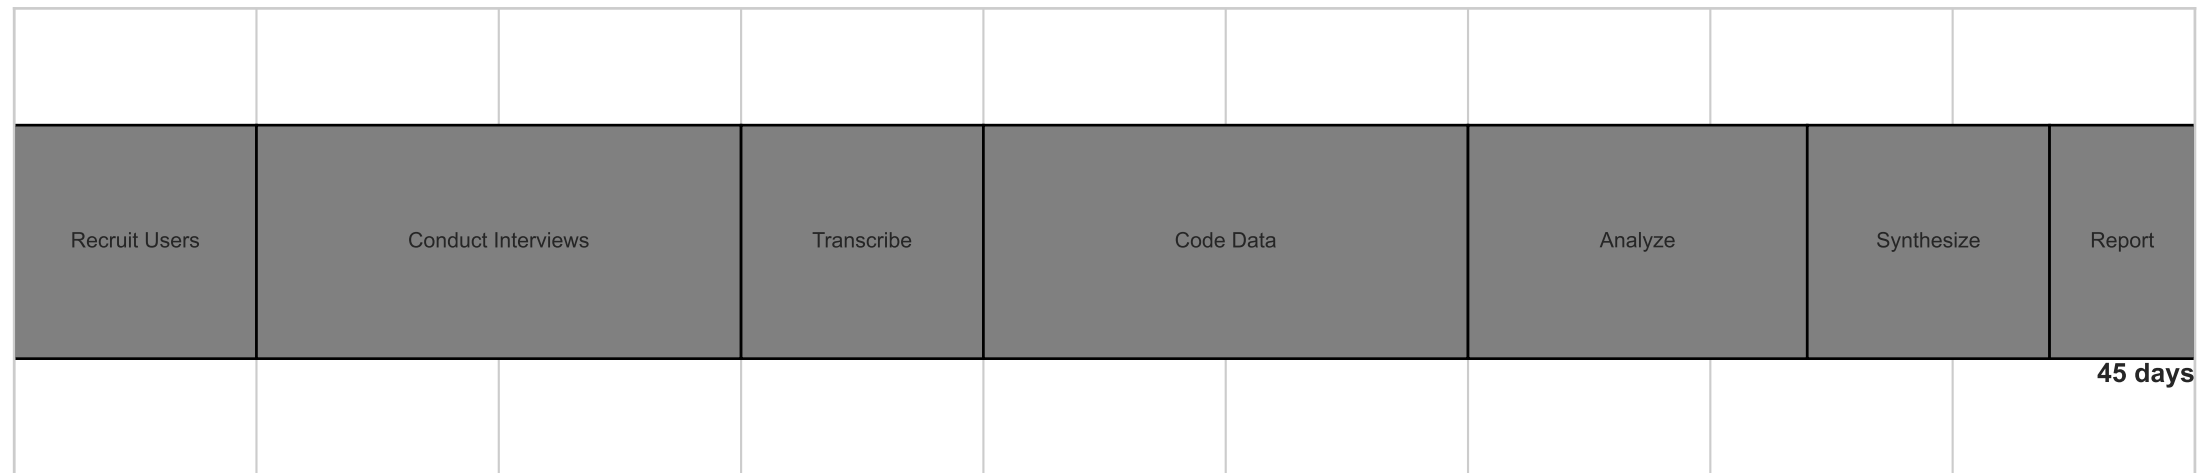 Recruit Users
Conduct Interviews
Transcribe
Code Data
Analyze
Synthesize
Report
45 days